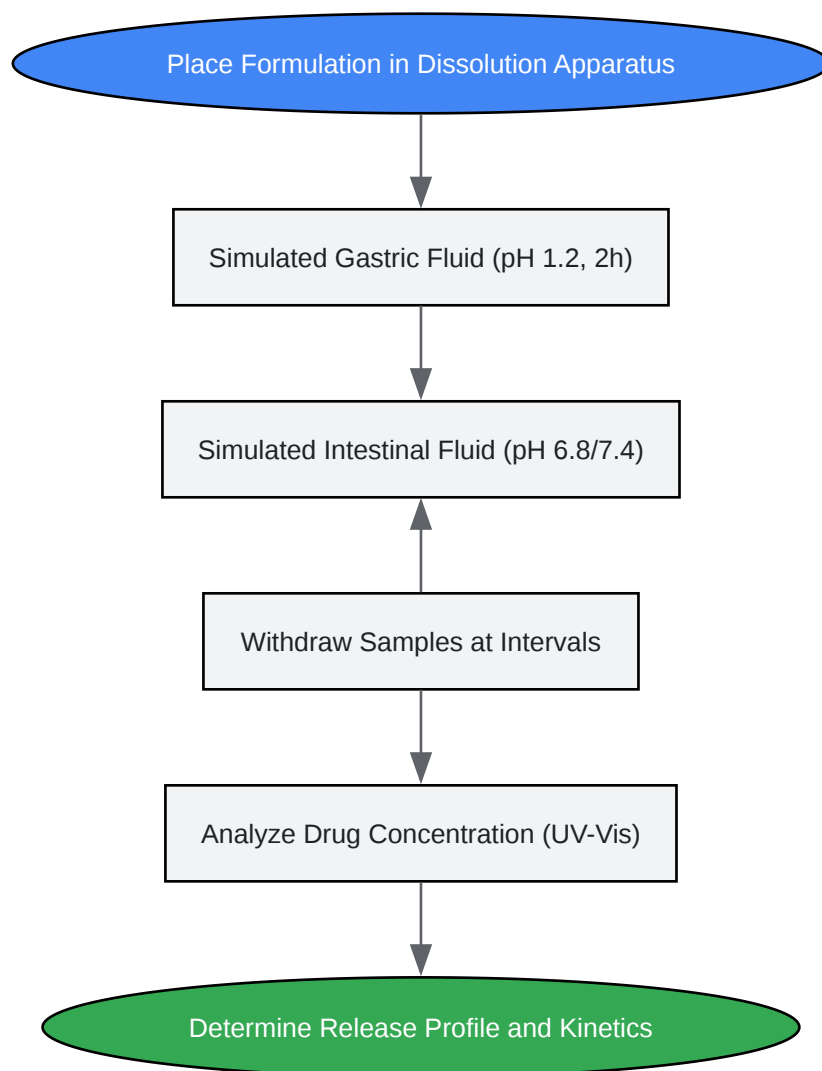 Place Formulation in Dissolution Apparatus
Simulated Gastric Fluid (pH 1.2, 2h)
Simulated Intestinal Fluid (pH 6.8/7.4)
Withdraw Samples at Intervals
Analyze Drug Concentration (UV-Vis)
Determine Release Profile and Kinetics